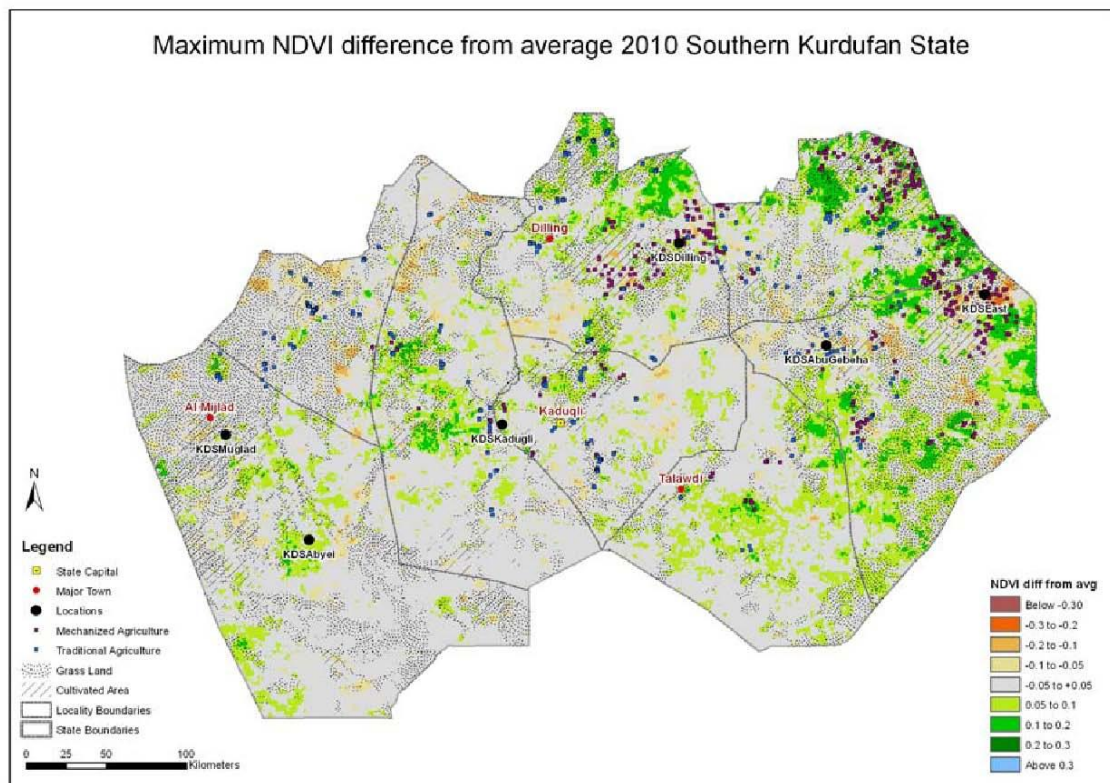 Maximum NDVI difference from average 2010 Southern Kurdufan State
Dilling
KDSDilling
KDSEast
KDSAbuGebeha
Al Mijlad
KDSMuglad
Kaduqli
KDSKadugli
Talawdi
KDSAbyei
N
Legend
State Capital
Major Town
Locations
Mechanized Agriculture
Traditional Agriculture
Grass Land
Cultivated Area
Locality Boundaries
State Boundaries
0 25 50 100
Kilometers
NDVI diff from avg
Below -0.30
-0.3 to -0.2
-0.2 to -0.1
-0.1 to -0.05
-0.05 to +0.05
0.05 to 0.1
0.1 to 0.2
0.2 to 0.3
Above 0.3